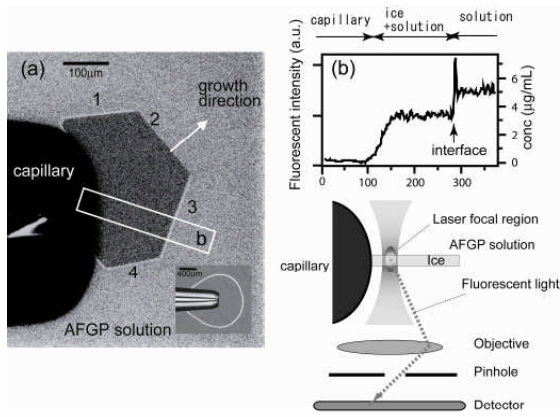 (a)
100μm
1
2
growth
direction
capillary
3
b
4
400μm
AFGP solution
capillary
ice
+solution
solution
(b)
Fluorescent intensity (a.u.)
6
4
2
0
conc (μg/mL)
interface
0
100
200
300
Laser focal region
AFGP solution
capillary
Ice
Fluorescent light
Objective
Pinhole
Detector